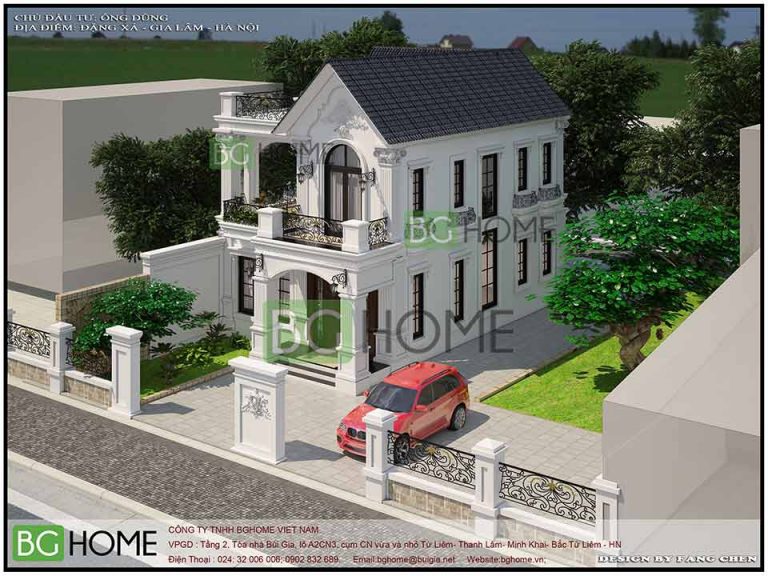 CHỦ ĐẦU TƯ: ÔNG DŨNG
ĐỊA ĐIỂM: ĐẶNG XÁ - GIA LÂM - HÀ NỘI
BG HOME
BG HOME
BG HOME
BG HOME
CÔNG TY TNHH BGHOME VIET NAM
VPGD : Tầng 2, Tòa nhà Bùi Gia, lô A2CN3, cụm CN vừa và nhỏ Từ Liêm- Thanh Lâm- Minh Khai- Bắc Từ Liêm - HN
Điện Thoại : 024: 32 006 006; 0902 832 689. Email:bghome@buigia.net Website:bghome.vn;
DESIGN BY FANG CHEN